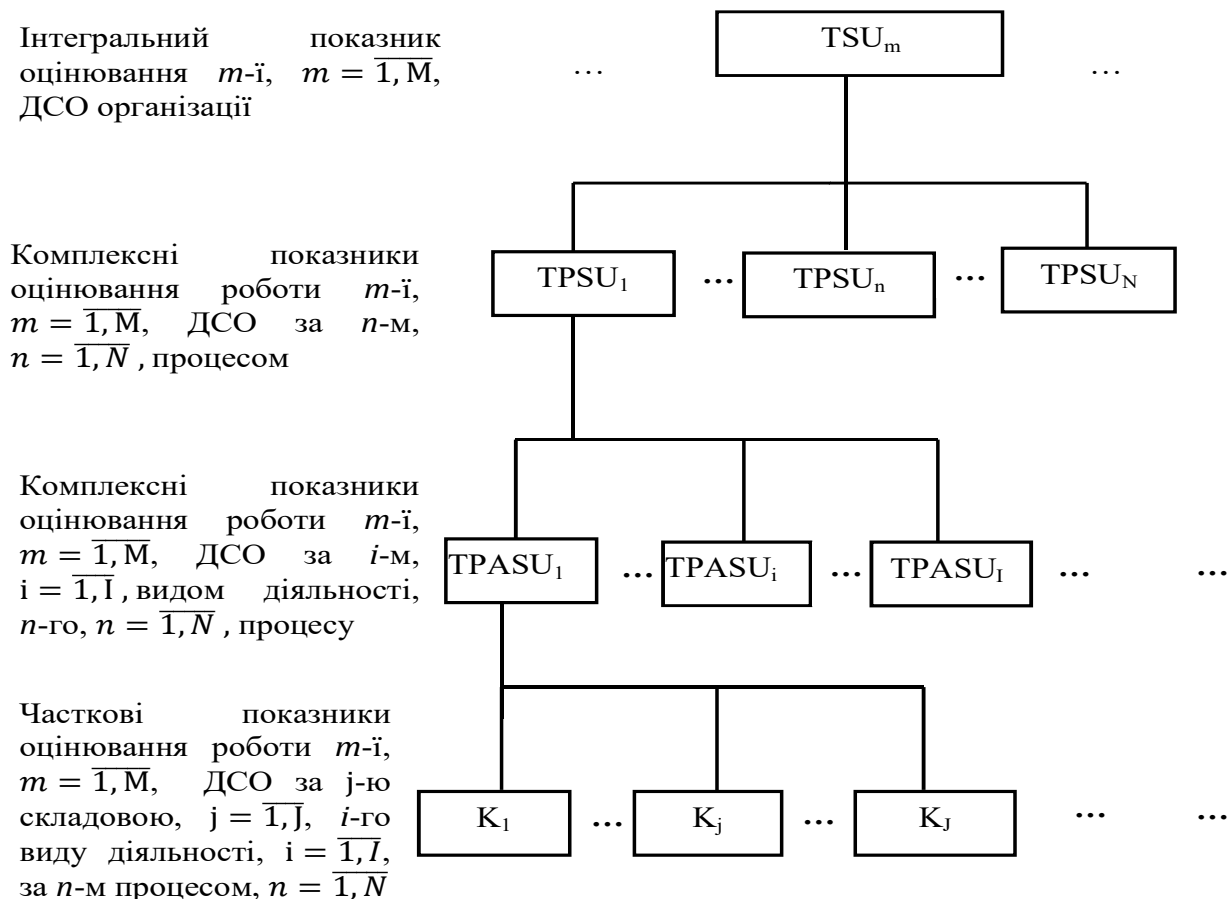 Інтегральний показник
оцінювання m-ї, m = 1, M,
ДСО організації
... TSUm ...
Комплексні показники
оцінювання роботи m-ї,
m = 1, M, ДСО за n-м,
n = 1, N , процесом
TPSU1 ... TPSUn ... TPSUN
Комплексні показники
оцінювання роботи m-ї,
m = 1, M, ДСО за i-м,
i = 1, I , видом діяльності,
n-го, n = 1, N , процесу
TPASU1 ... TPASUi ... TPASUI ... ...
Часткові показники
оцінювання роботи m-ї,
m = 1, M, ДСО за j-ю
складовою, j = 1, J, i-го
виду діяльності, i = 1, I,
за n-м процесом, n = 1, N
K1 ... Kj ... KJ ... ...